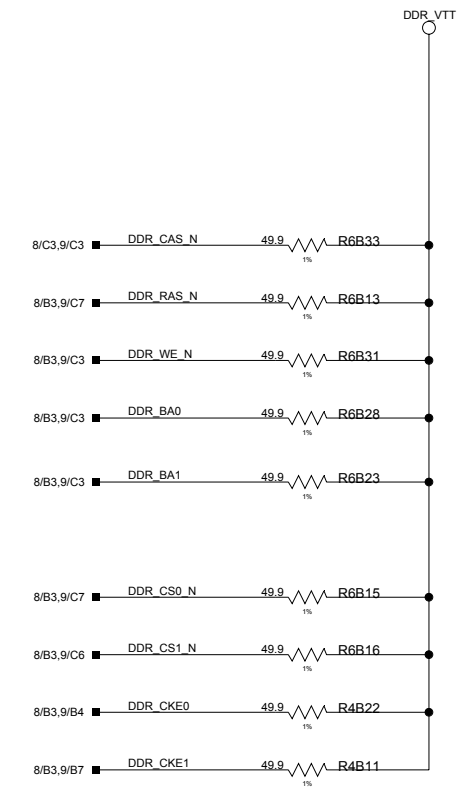 DDR_VTT
8/C3,9/C3 DDR_CAS_N 49.9 R6B33
1%
8/B3,9/C7 DDR_RAS_N 49.9 R6B13
1%
8/B3,9/C3 DDR_WE_N 49.9 R6B31
1%
8/B3,9/C3 DDR_BA0 49.9 R6B28
1%
8/B3,9/C3 DDR_BA1 49.9 R6B23
1%
8/B3,9/C7 DDR_CS0_N 49.9 R6B15
1%
8/B3,9/C6 DDR_CS1_N 49.9 R6B16
1%
8/B3,9/B4 DDR_CKE0 49.9 R4B22
1%
8/B3,9/B7 DDR_CKE1 49.9 R4B11
1%